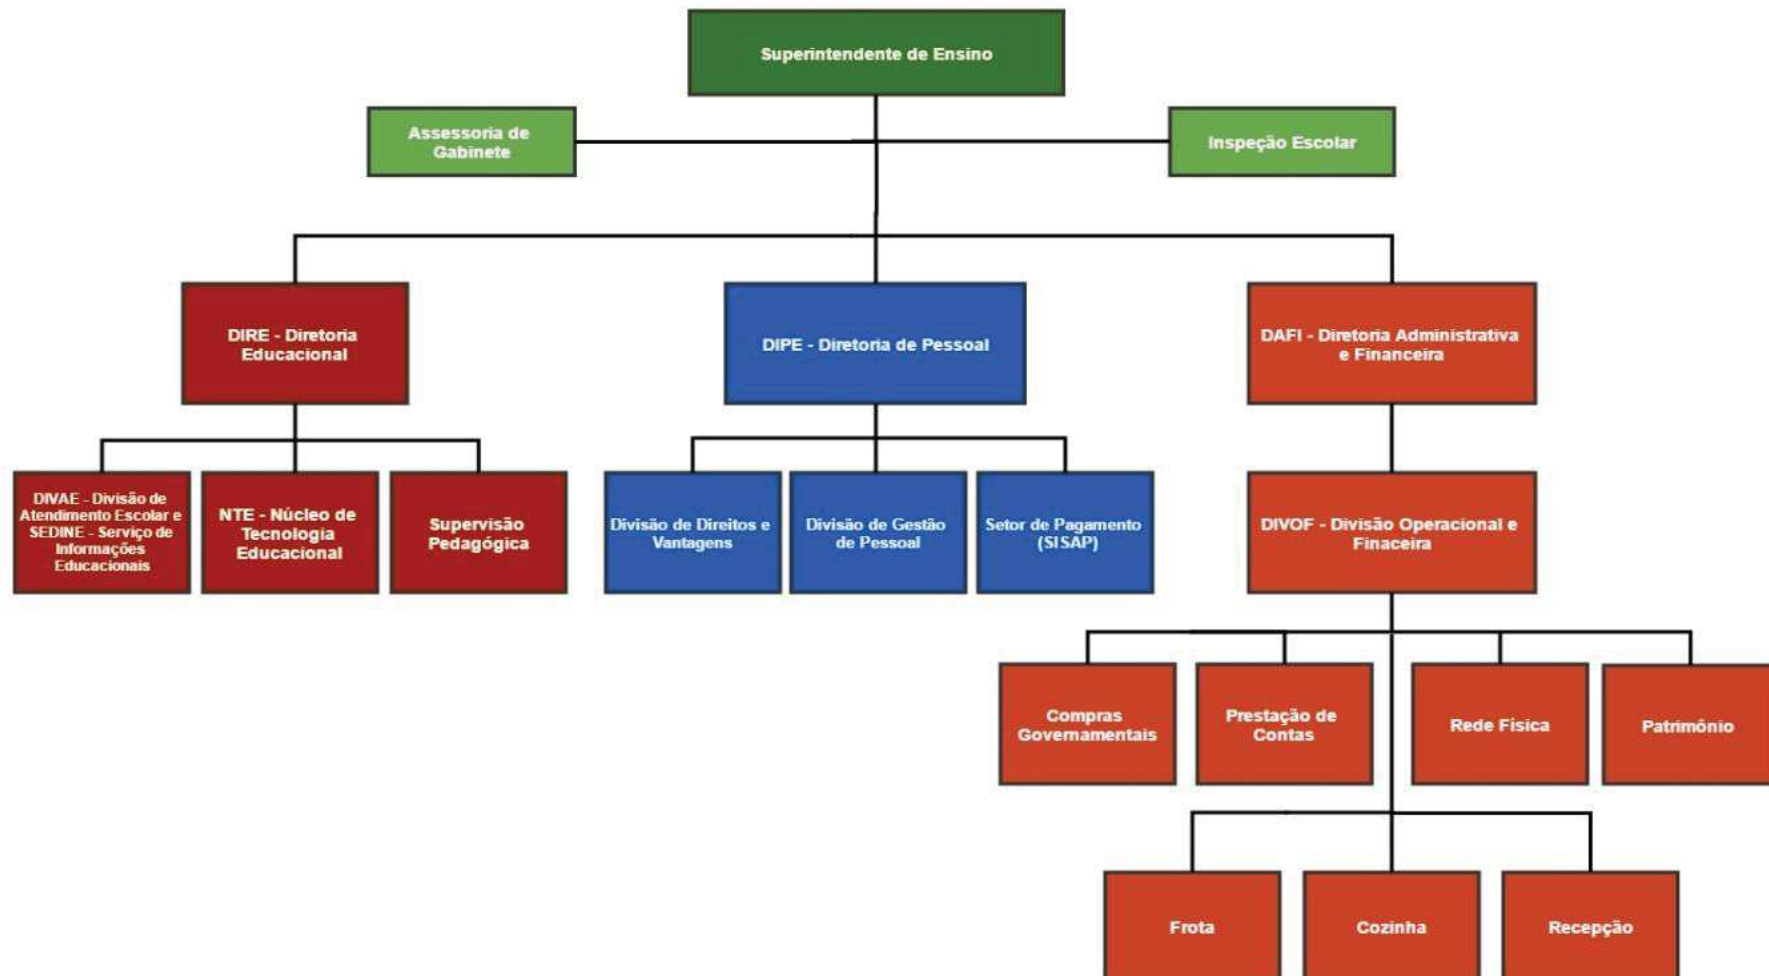 Superintendente de Ensino
Assessoria de
Gabinete
Inspeção Escolar
DIRE - Diretoria
Educacional
DIPE - Diretoria de Pessoal
DAFI - Diretoria Administrativa
e Financeira
DIVAE - Divisão de
Atendimento Escolar e
SEDINE - Serviço de
Informações
Educacionais
NTE - Núcleo de
Tecnologia
Educacional
Supervisão
Pedagógica
Divisão de Direitos e
Vantagens
Divisão de Gestão
de Pessoal
Setor de Pagamento
(SISAP)
DIVOF - Divisão Operacional e
Finaceira
Compras
Governamentais
Prestação de
Contas
Rede Física
Patrimônio
Frota
Cozinha
Recepção